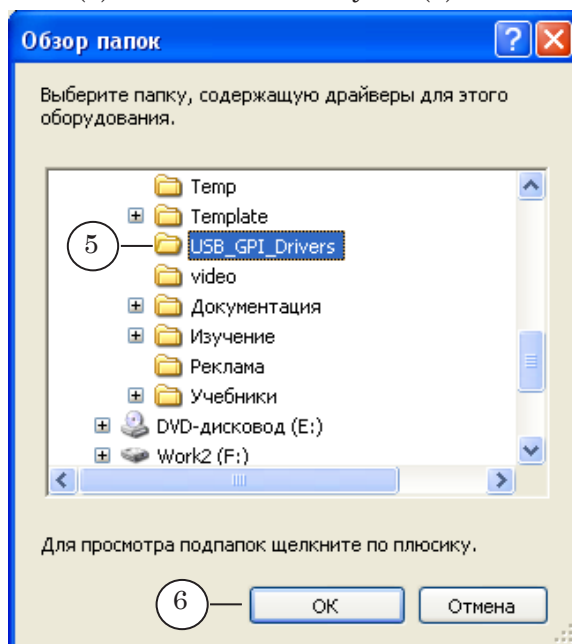 Обзор папок
Выберите папку, содержащую драйверы для этого
оборудования.
Temp
Template
5
USB_GPI_Drivers
video
Документация
Изучение
Реклама
Учебники
DVD-дисковод (E:)
Work2 (F:)
Для просмотра подпапок щелкните по плюсику.
6
ОК
Отмена